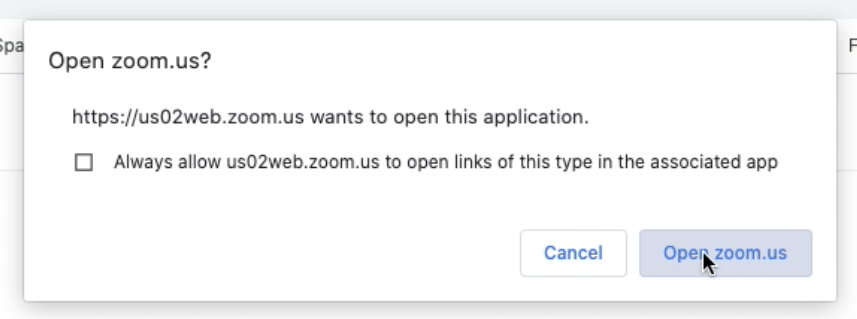 Spa
F
Open zoom.us?
https://us02web.zoom.us wants to open this application.
Always allow us02web.zoom.us to open links of this type in the associated app
Cancel
Open zoom.us